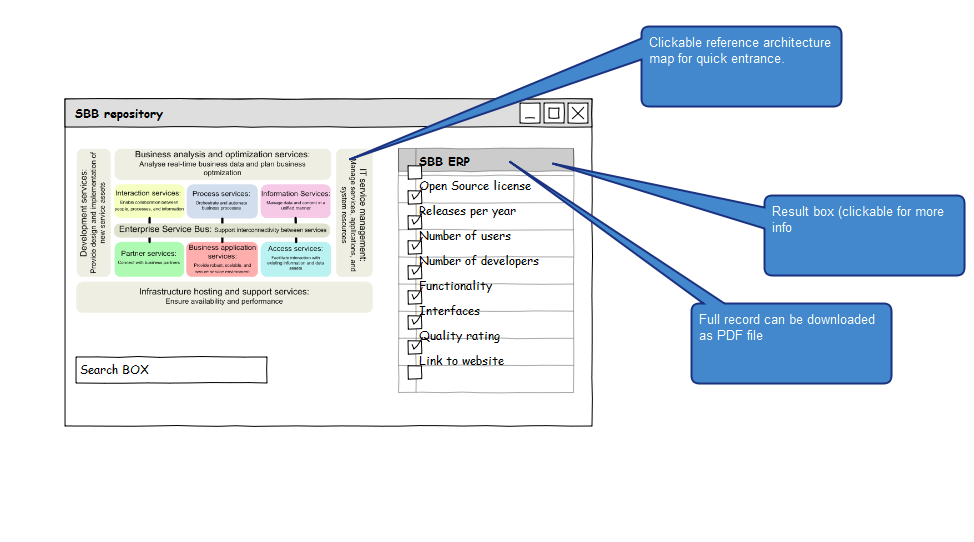 Clickable reference architecture
map for quick entrance.
SBB repository
Development services:
Provide design and implementation of
new service assets
Business analysis and optimization services:
Analyse real-time business data and plan business
optmization
IT service management:
Manage services, applications, and
system resources
Interaction services:
Enable collaboration between
people, processes, and information
Process services:
Orchestrate and automate
business processes
Information Services:
Manage data and content in a
unified manner
Enterprise Service Bus: Support interconnectivity between services
Partner services:
Connect with business partners
Business application
services:
Provide robust, scalable, and
secure service environment
Access services:
Facilitate interaction with
existing information and data
assets
Infrastructure hosting and support services:
Ensure availability and performance
Search BOX
SBB ERP
Open Source license
Releases per year
Number of users
Number of developers
Functionality
Interfaces
Quality rating
Link to website
Result box (clickable for more
info
Full record can be downloaded
as PDF file